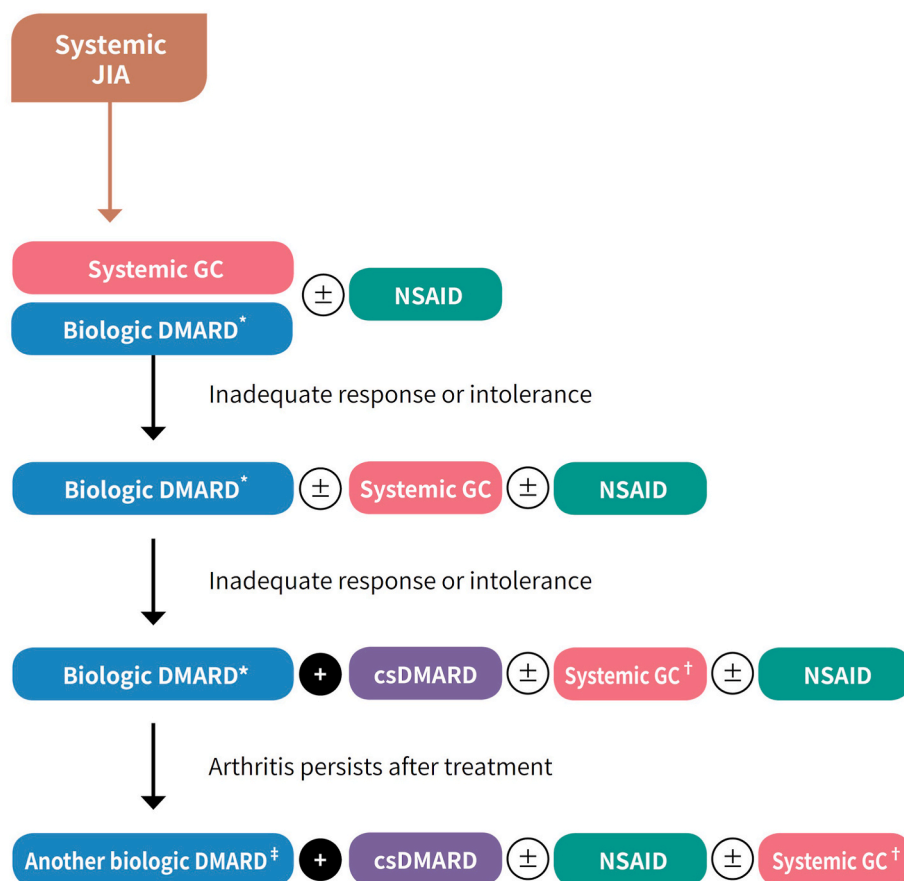 Systemic
JIA
Systemic GC
± NSAID
Biologic DMARD*
Inadequate response or intolerance
Biologic DMARD* ± Systemic GC ± NSAID
Inadequate response or intolerance
Biologic DMARD* + csDMARD ± Systemic GC† ± NSAID
Arthritis persists after treatment
Another biologic DMARD‡ + csDMARD ± NSAID ± Systemic GC†